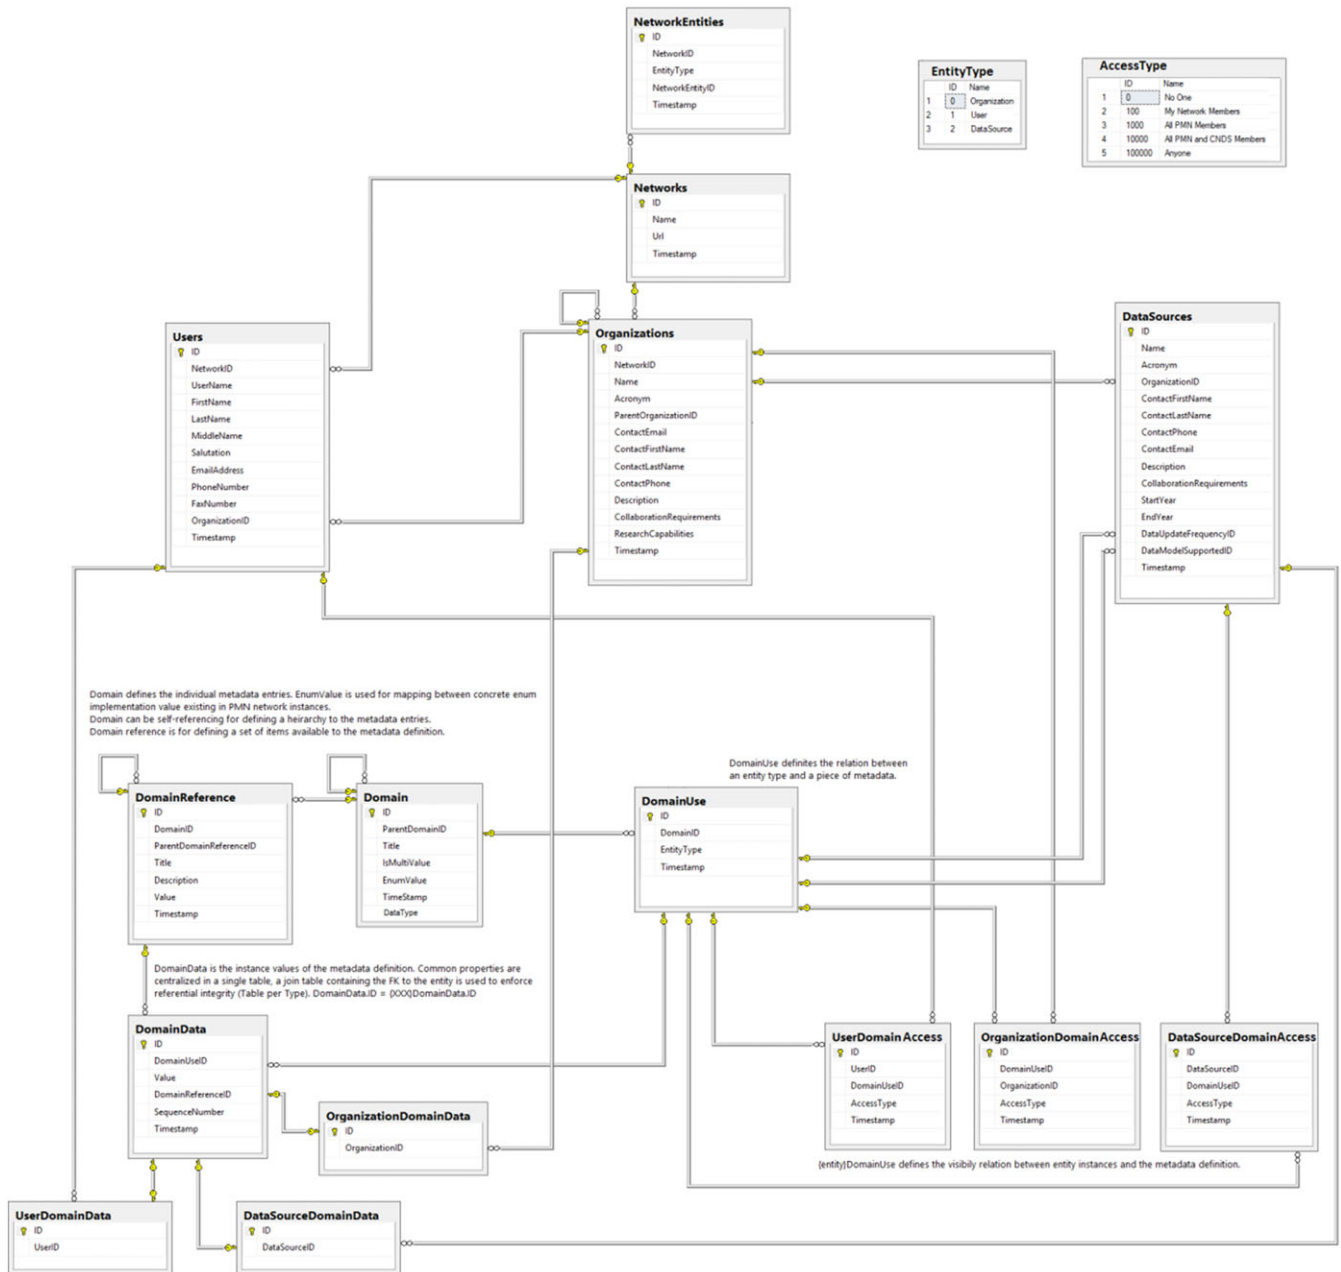 NetworkEntities
ID
NetworkID
EntityType
NetworkEntityID
Timestamp
EntityType
ID Name
1 0 Organization
2 1 User
3 2 DataSource
AccessType
ID Name
1 0 No One
2 100 My Network Members
3 1000 All PMN Members
4 10000 All PMN and CNDS Members
5 100000 Anyone
Networks
ID
Name
Url
Timestamp
Users
ID
NetworkID
UserName
FirstName
LastName
MiddleName
Salutation
EmailAddress
PhoneNumber
FaxNumber
OrganizationID
Timestamp
Organizations
ID
NetworkID
Name
Acronym
ParentOrganizationID
ContactEmail
ContactFirstName
ContactLastName
ContactPhone
Description
CollaborationRequirements
ResearchCapabilities
Timestamp
DataSources
ID
Name
Acronym
OrganizationID
ContactFirstName
ContactLastName
ContactPhone
ContactEmail
Description
CollaborationRequirements
StartYear
EndYear
DataUpdateFrequencyID
DataModelSupportedID
Timestamp
Domain defines the individual metadata entries. EnumValue is used for mapping between concrete enum
implementation value existing in PMN network instances.
Domain can be self-referencing for defining a heirarchy to the metadata entries.
Domain reference is for defining a set of items available to the metadata definition.
DomainUse definites the relation between
an entity type and a piece of metadata.
DomainReference
ID
DomainID
ParentDomainReferenceID
Title
Description
Value
Timestamp
Domain
ID
ParentDomainID
Title
IsMultiValue
EnumValue
TimeStamp
DataType
DomainUse
ID
DomainID
EntityType
Timestamp
DomainData is the instance values of the metadata definition. Common properties are
centralized in a single table, a join table containing the FK to the entity is used to enforce
referential integrity (Table per Type). DomainData.ID = {XXX}DomainData.ID
DomainData
ID
DomainUseID
Value
DomainReferenceID
SequenceNumber
Timestamp
OrganizationDomainData
ID
OrganizationID
UserDomainAccess
ID
UserID
DomainUseID
AccessType
Timestamp
OrganizationDomainAccess
ID
DomainUseID
OrganizationID
AccessType
Timestamp
DataSourceDomainAccess
ID
DataSourceID
DomainUseID
AccessType
Timestamp
{entity}DomainUse defines the visibily relation between entity instances and the metadata definition.
UserDomainData
ID
UserID
DataSourceDomainData
ID
DataSourceID